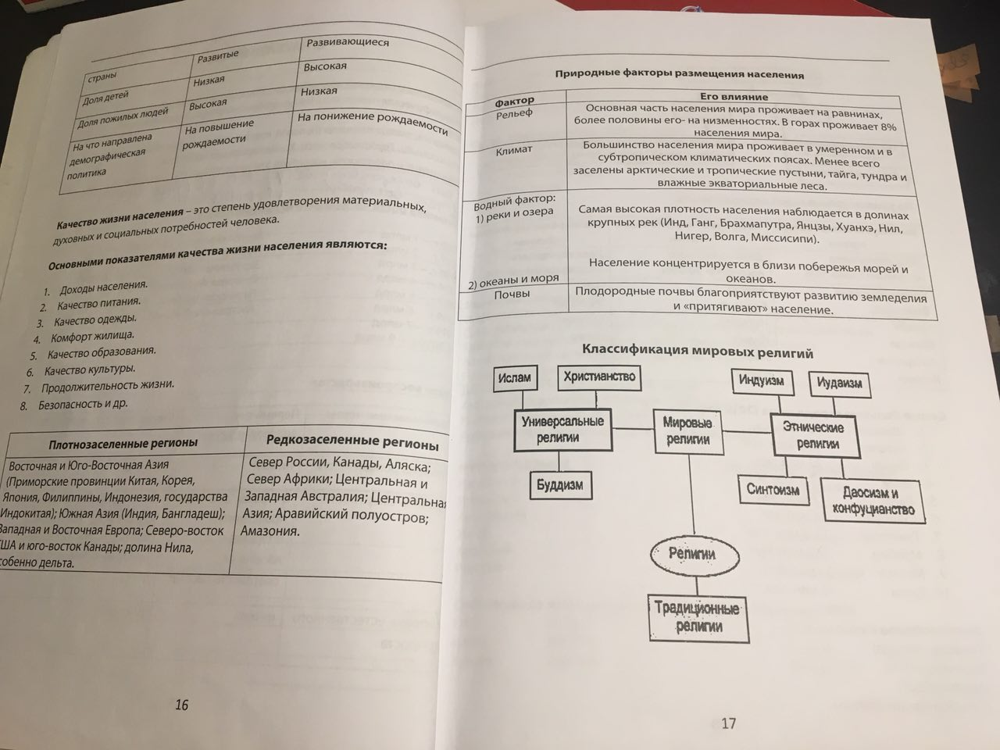 страны
Развитые
Развивающиеся
Доля детей
Низкая
Высокая
Доля пожилых людей
Высокая
Низкая
На что направлена
демографическая
политика
На повышение
рождаемости
На понижение рождаемости
Качество жизни населения – это степень удовлетворения материальных,
духовных и социальных потребностей человека.
Основными показателями качества жизни населения являются:
1. Доходы населения.
2. Качество питания.
3. Качество одежды.
4. Комфорт жилища.
5. Качество образования.
6. Качество культуры.
7. Продолжительность жизни.
8. Безопасность и др.
Плотнозаселенные регионы
Восточная и Юго-Восточная Азия
(Приморские провинции Китая, Корея,
Япония, Филиппины, Индонезия, государства
Индокитая); Южная Азия (Индия, Бангладеш);
Западная и Восточная Европа; Северо-восток
США и юго-восток Канады; долина Нила,
собенно дельта.
Редкозаселенные регионы
Север России, Канады, Аляска;
Север Африки; Центральная и
Западная Австралия; Центральна
Азия; Аравийский полуостров;
Амазония.
16
Природные факторы размещения населения
Фактор
Его влияние
Рельеф
Основная часть населения мира проживает на равнинах,
более половины его- на низменностях. В горах проживает 8%
населения мира.
Климат
Большинство населения мира проживает в умеренном и в
субтропическом климатических поясах. Менее всего
заселены арктические и тропические пустыни, тайга, тундра и
влажные экваториальные леса.
Водный фактор:
1) реки и озера
Самая высокая плотность населения наблюдается в долинах
крупных рек (Инд, Ганг, Брахмапутра, Янцзы, Хуанхэ, Нил,
Нигер, Волга, Миссисипи).
2) океаны и моря
Население концентрируется в близи побережья морей и
океанов.
Почвы
Плодородные почвы благоприятствуют развитию земледелия
и «притягивают» население.
Классификация мировых религий
Ислам
Христианство
Индуизм
Иудаизм
Универсальные
религии
Мировые
религии
Этнические
религии
Буддизм
Синтоизм
Даосизм и
конфуцианство
Религии
Традиционные
религии
17